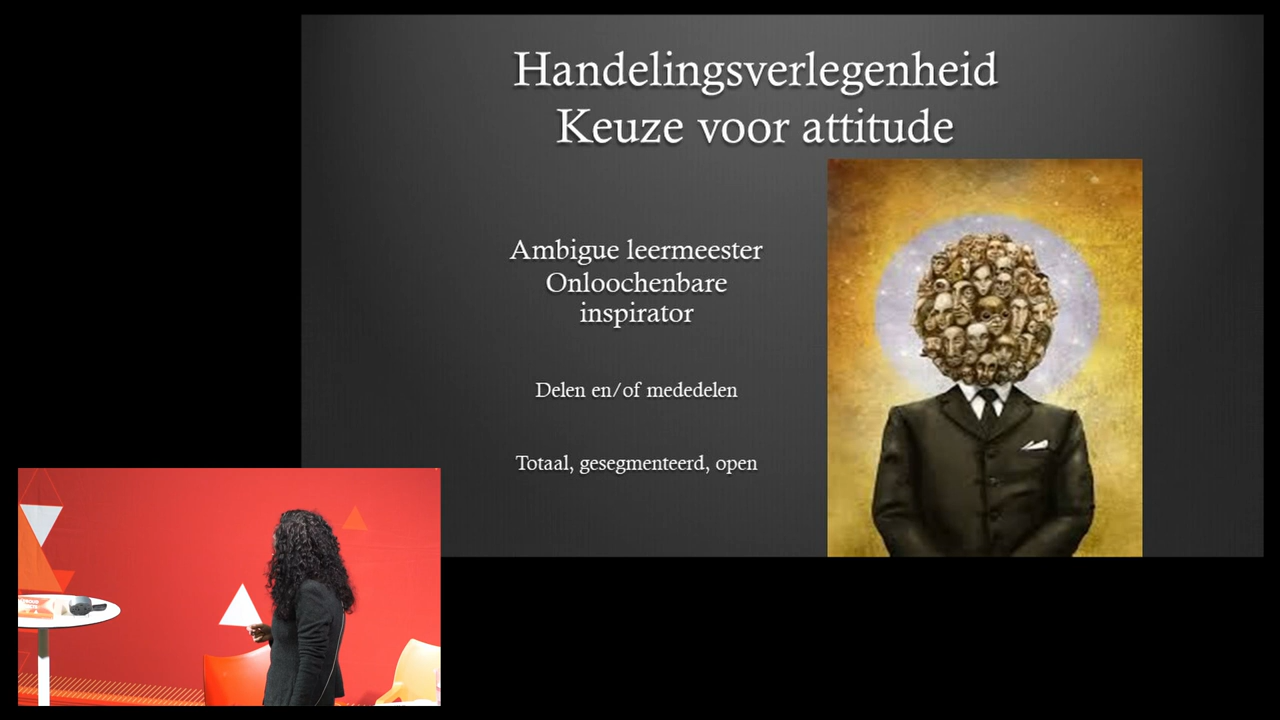 Handelingsverlegenheid
Keuze voor attitude
Ambigue leermeester
Onloochenbare
inspirator
Delen en/of mededelen
Totaal, gesegmenteerd, open